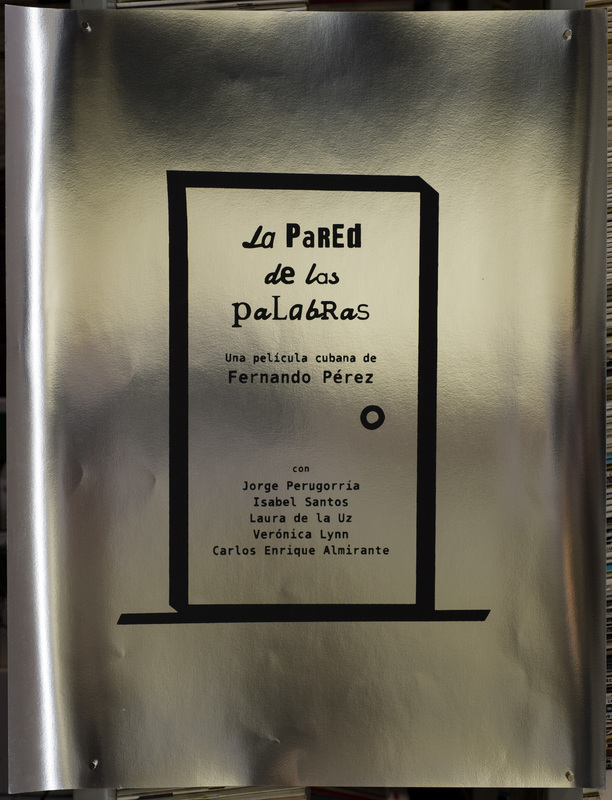 La PaREd
de las
paLabRas
Una película cubana de
Fernando Pérez
con
Jorge Perugorría
Isabel Santos
Laura de la Uz
Verónica Lynn
Carlos Enrique Almirante